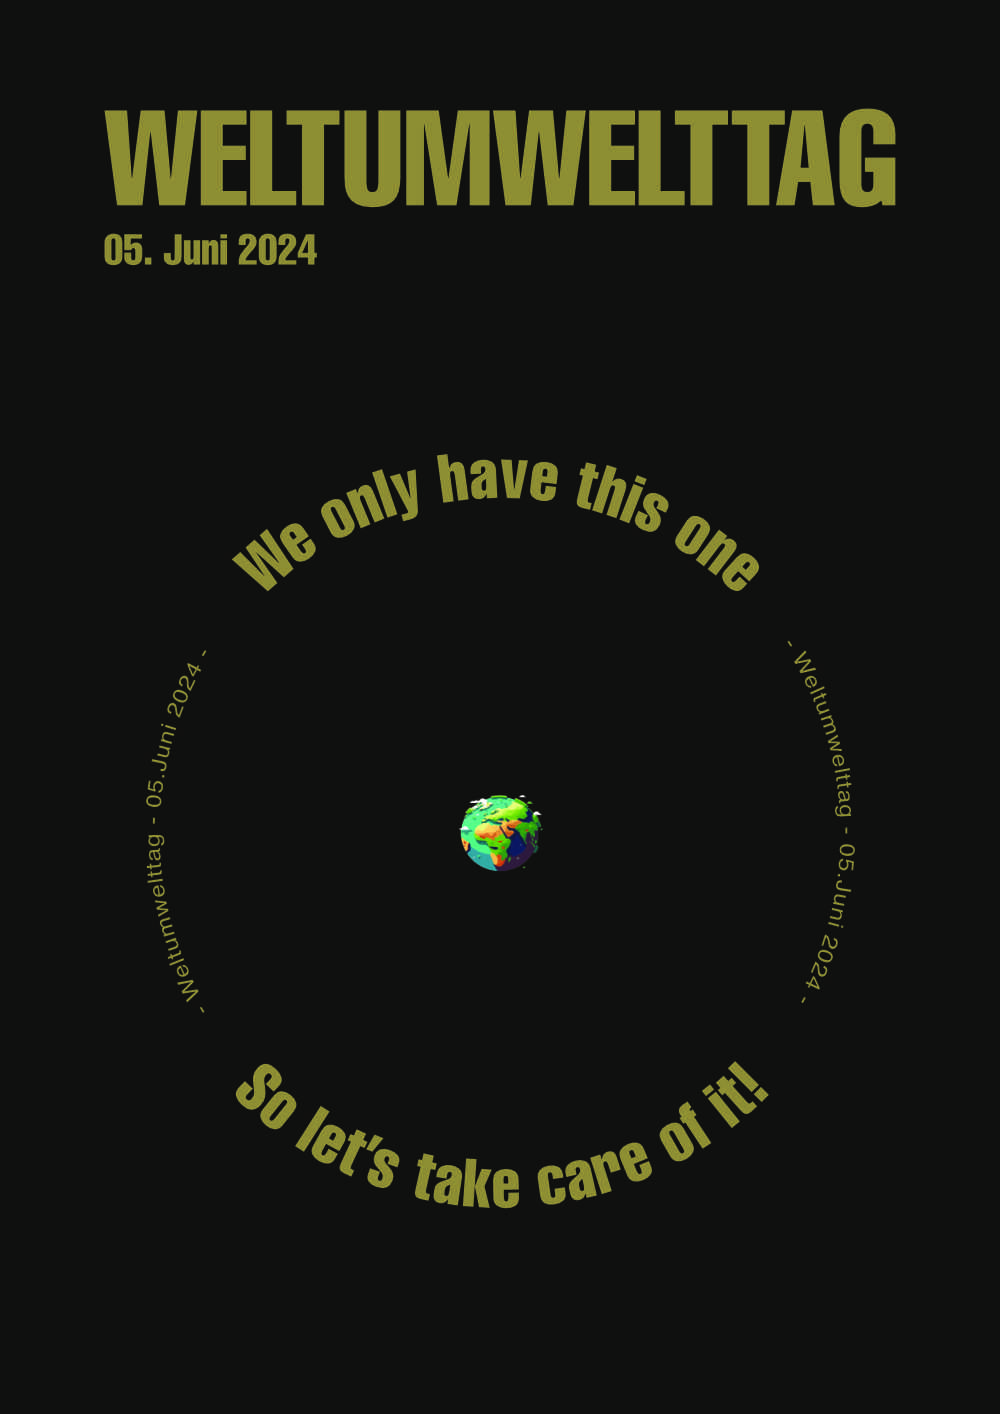 WELTUMWELTTAG
05. Juni 2024
We only have this one
- Weltumwelttag - 05.Juni 2024 -
- Weltumwelttag - 05.Juni 2024 -
So let's take care of it!